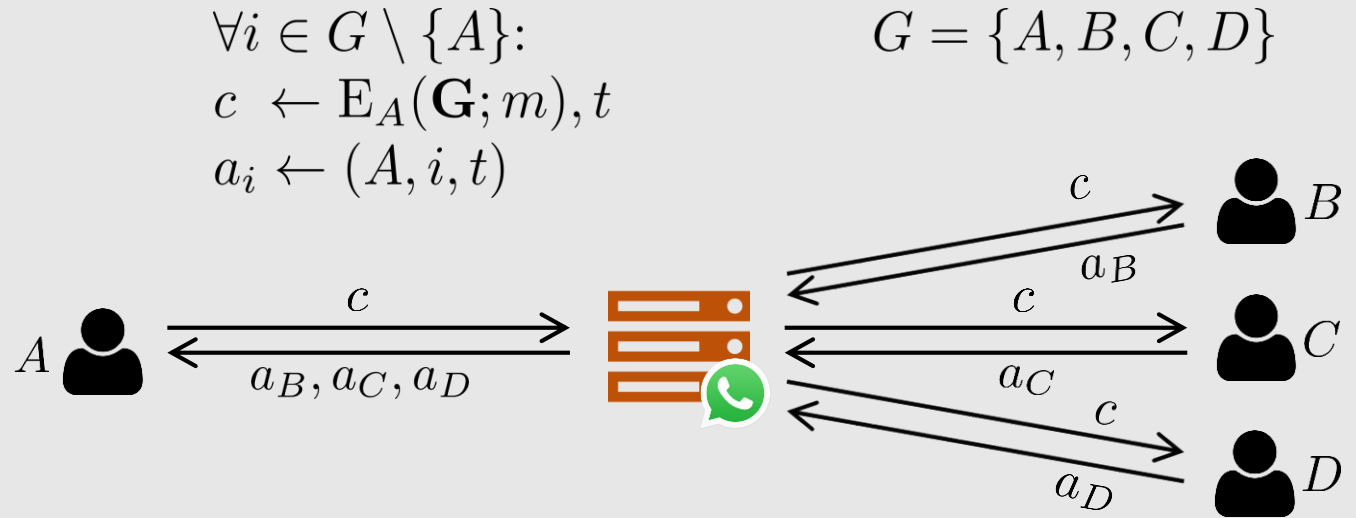 ∀i ∈ G \ {A}:
c ← E_A(𝐆; m), t
a_i ← (A, i, t)
G = {A, B, C, D}
c
B
a_B
A
c
a_B, a_C, a_D
c
C
a_C
c
D
a_D